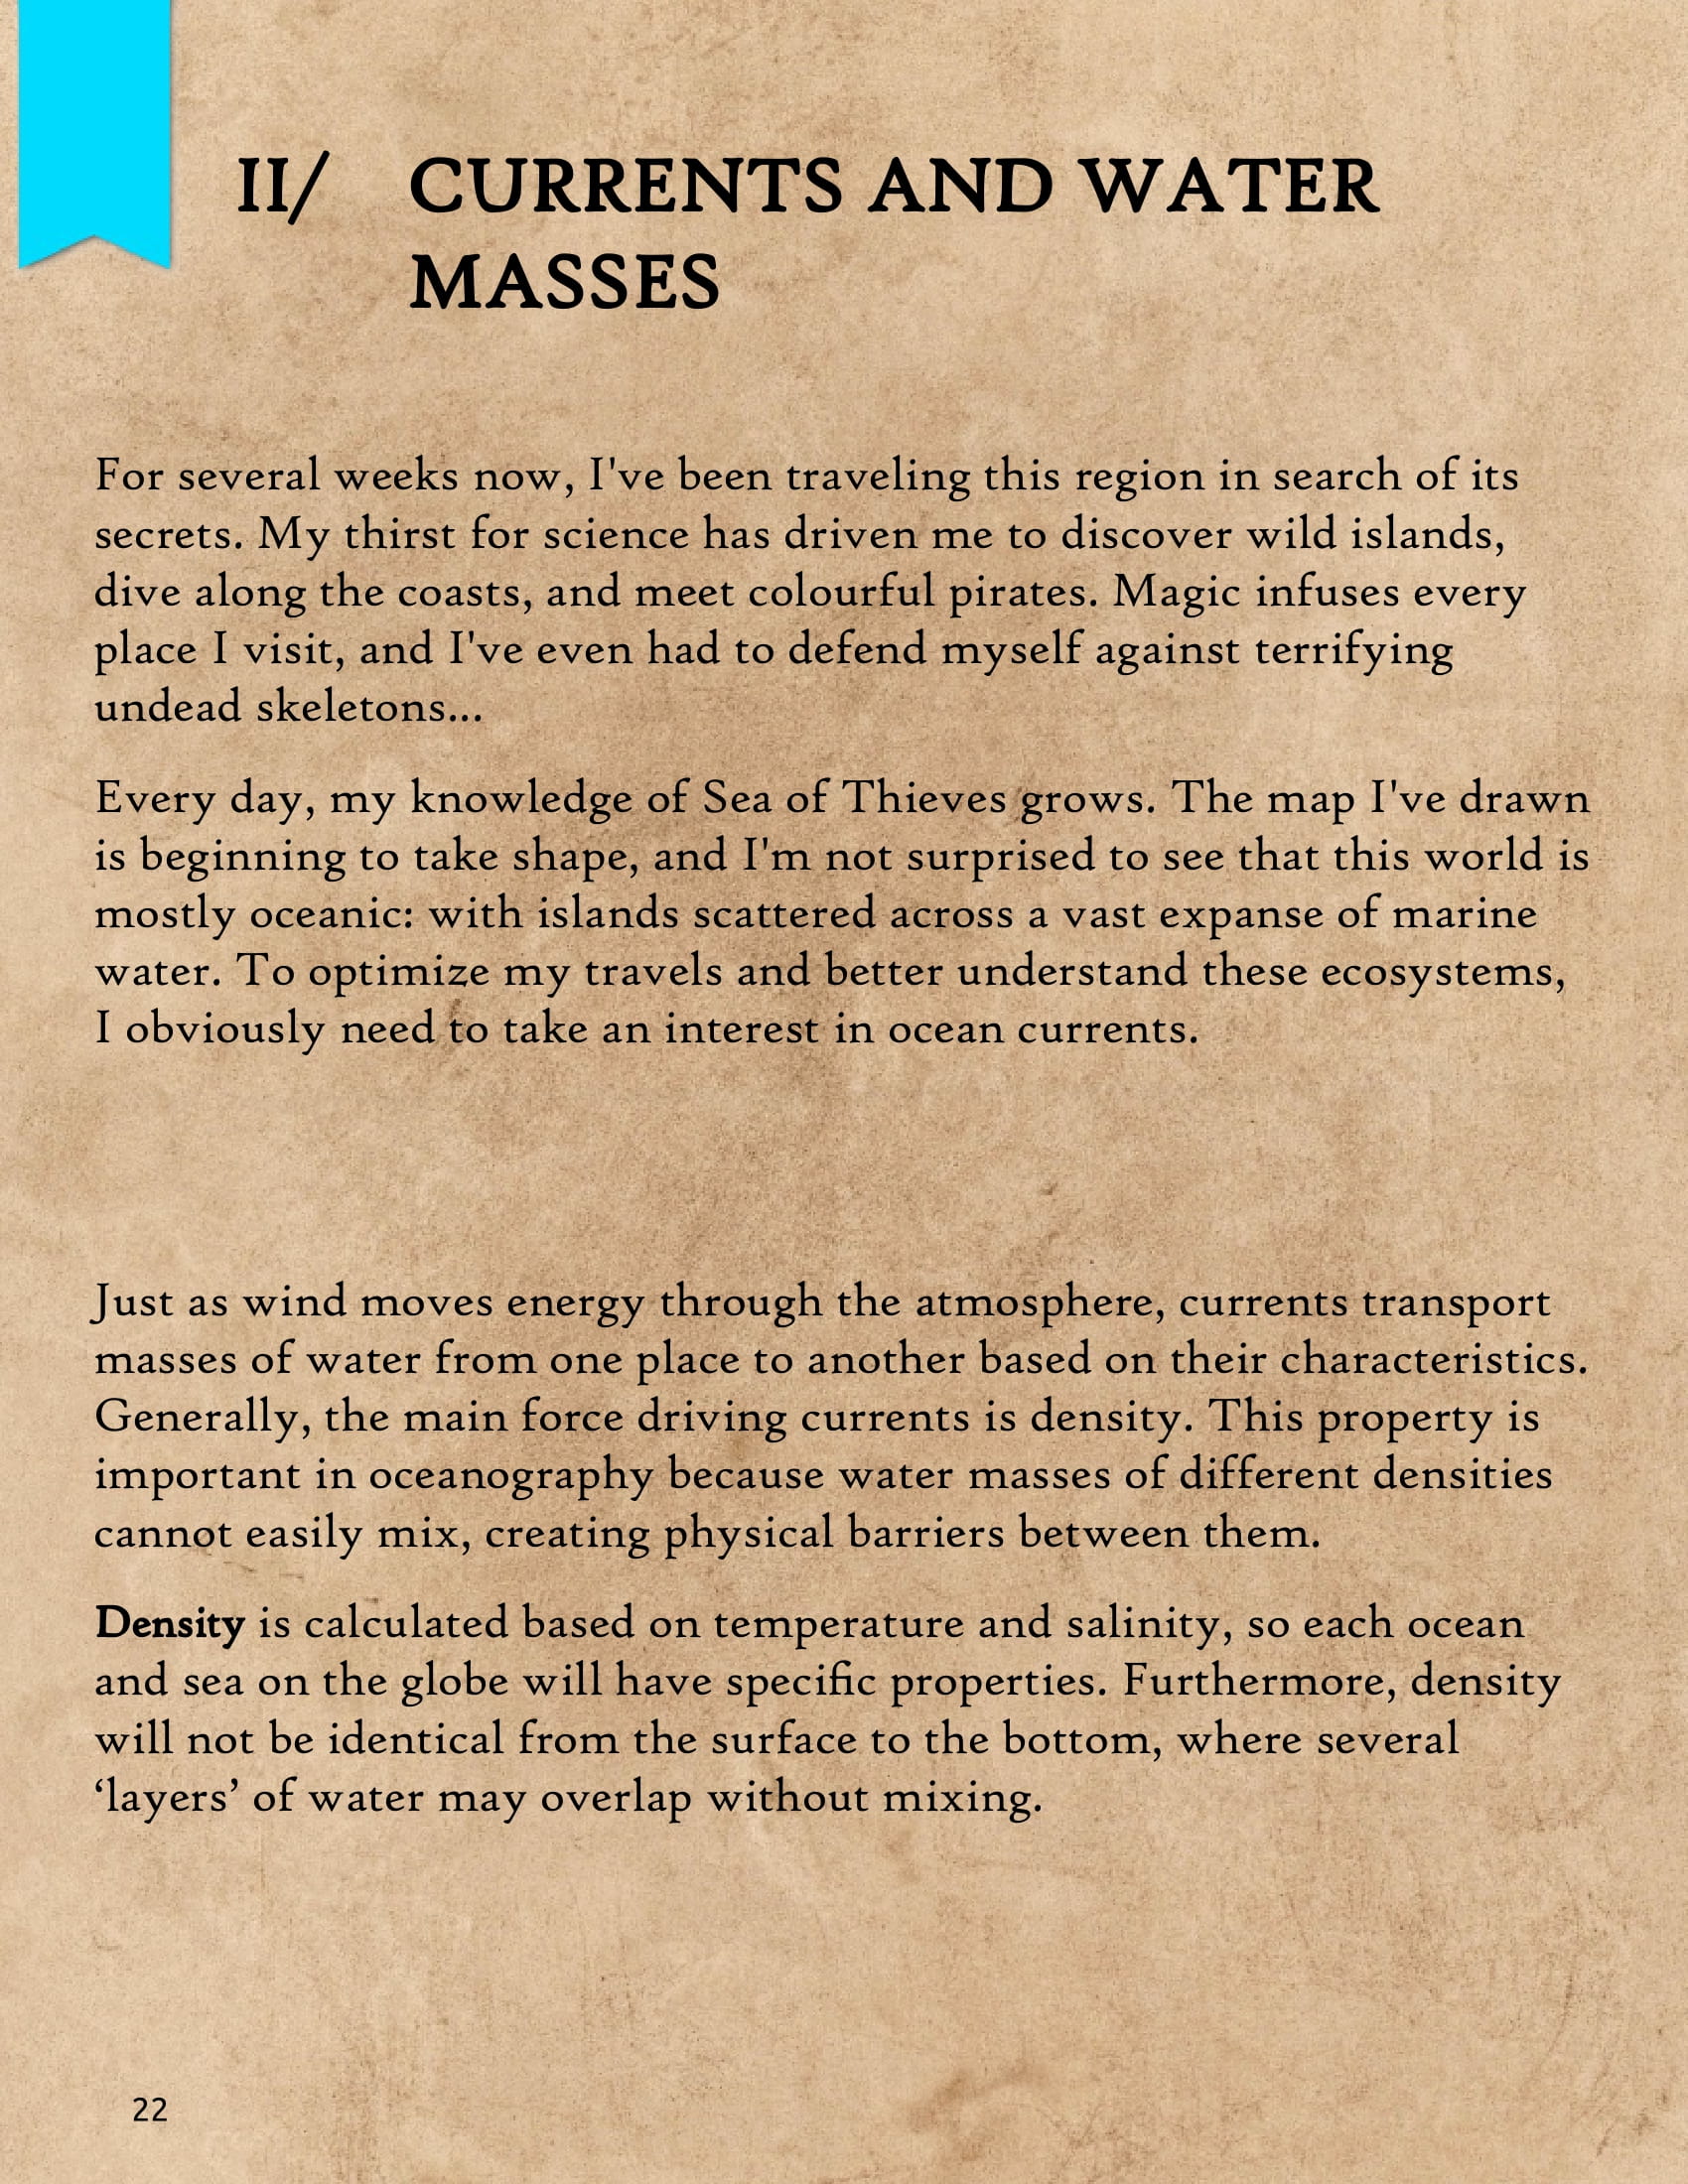 II/ CURRENTS AND WATER
MASSES
For several weeks now, I've been traveling this region in search of its
secrets. My thirst for science has driven me to discover wild islands,
dive along the coasts, and meet colourful pirates. Magic infuses every
place I visit, and I've even had to defend myself against terrifying
undead skeletons...
Every day, my knowledge of Sea of Thieves grows. The map I've drawn
is beginning to take shape, and I'm not surprised to see that this world is
mostly oceanic: with islands scattered across a vast expanse of marine
water. To optimize my travels and better understand these ecosystems,
I obviously need to take an interest in ocean currents.
Just as wind moves energy through the atmosphere, currents transport
masses of water from one place to another based on their characteristics.
Generally, the main force driving currents is density. This property is
important in oceanography because water masses of different densities
cannot easily mix, creating physical barriers between them.
Density is calculated based on temperature and salinity, so each ocean
and sea on the globe will have specific properties. Furthermore, density
will not be identical from the surface to the bottom, where several
‘layers’ of water may overlap without mixing.
22